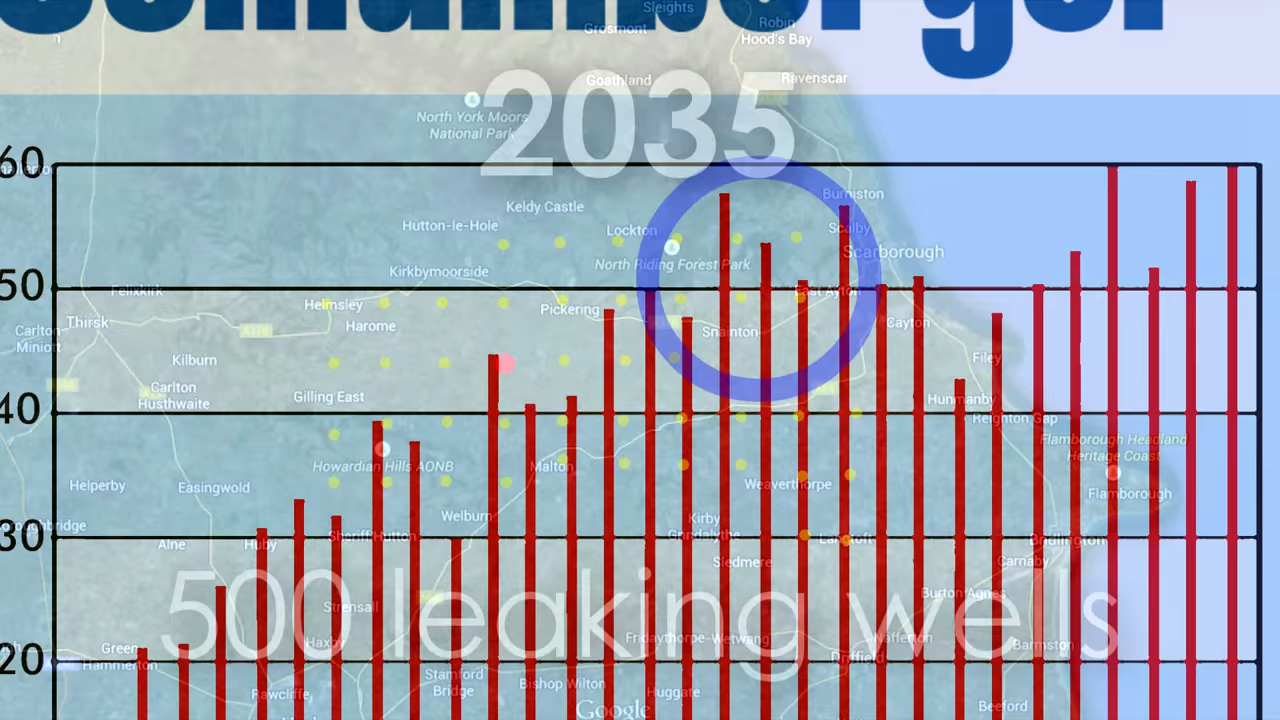 Schlumberger
Sleights
Grosmont
Robin
Hood's Bay
Goathland
Ravenscar
2035
North York Moors
National Park
60
Burniston
Keldy Castle
Hutton-le-Hole
Lockton
Scalby
Scarborough
North Riding Forest Park
Kirkbymoorside
50
Felixkirk
East Ayton
Helmsley
Pickering
Thirsk
Harome
Snainton
Cayton
Carlton
Miniott
Kilburn
Filey
Carlton
Husthwaite
Gilling East
Hunmanby
40
Reighton Gap
Flamborough Headland
Heritage Coast
Howardian Hills AONB
Malton
Helperby
Easingwold
Weaverthorpe
Flamborough
Welburn
Kirby
Grindalythe
30
Alne
Huby
Sheriff Hutton
Langtoft
Bridlington
Sledmere
Carnaby
500 leaking wells
Strensall
Burton Agnes
Green
Hammerton
Haxby
Fridaythorpe
Wetwang
Nafferton
Driffield
Barmston
20
Stamford
Bridge
Bishop Wilton
Rawcliffe
Huggate
Google
Beeford